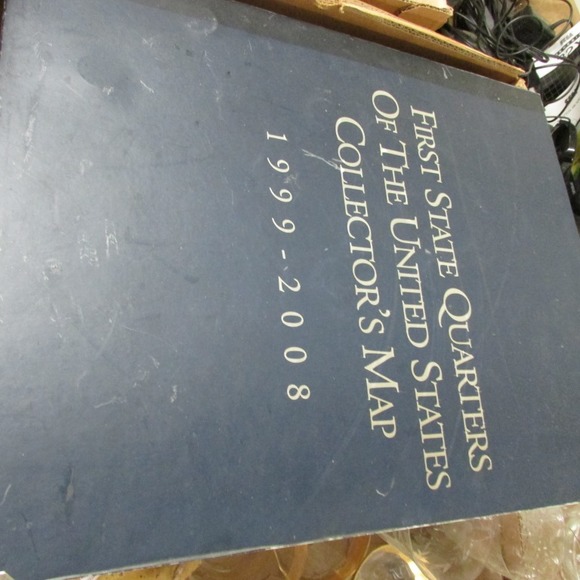 FIRST STATE QUARTERS
OF THE UNITED STATES
COLLECTOR'S MAP
1999-2008